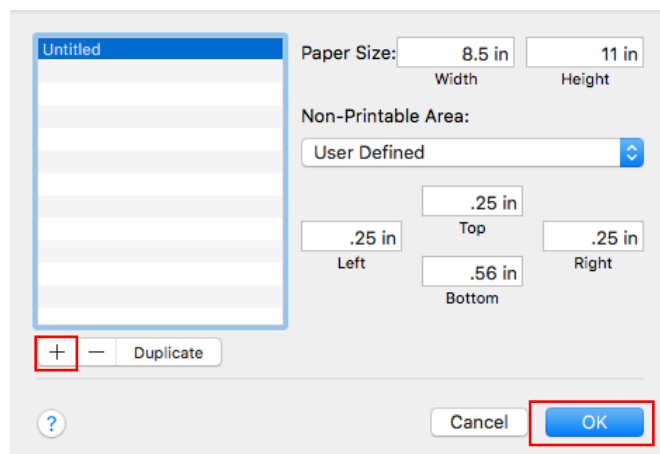 Untitled
Paper Size: 8.5 in 11 in
Width Height
Non-Printable Area:
User Defined
.25 in
Top
.25 in .25 in
Left Right
.56 in
Bottom
+ − Duplicate
? Cancel OK